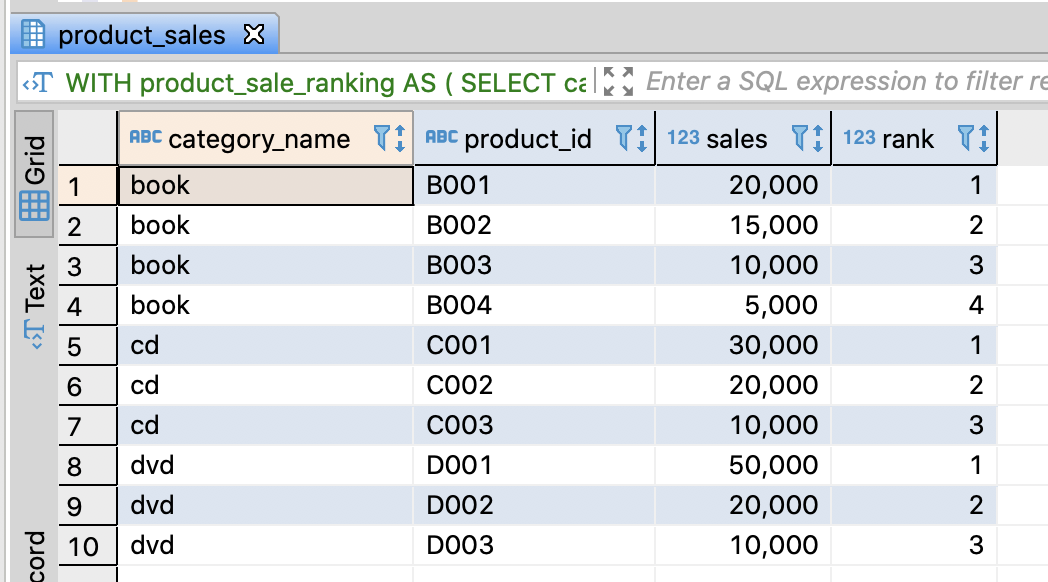 product_sales
WITH product_sale_ranking AS ( SELECT ca
Enter a SQL expression to filter re
Grid
Text
cord
ABC category_name ABC product_id 123 sales 123 rank
1 book B001 20,000 1
2 book B002 15,000 2
3 book B003 10,000 3
4 book B004 5,000 4
5 cd C001 30,000 1
6 cd C002 20,000 2
7 cd C003 10,000 3
8 dvd D001 50,000 1
9 dvd D002 20,000 2
10 dvd D003 10,000 3